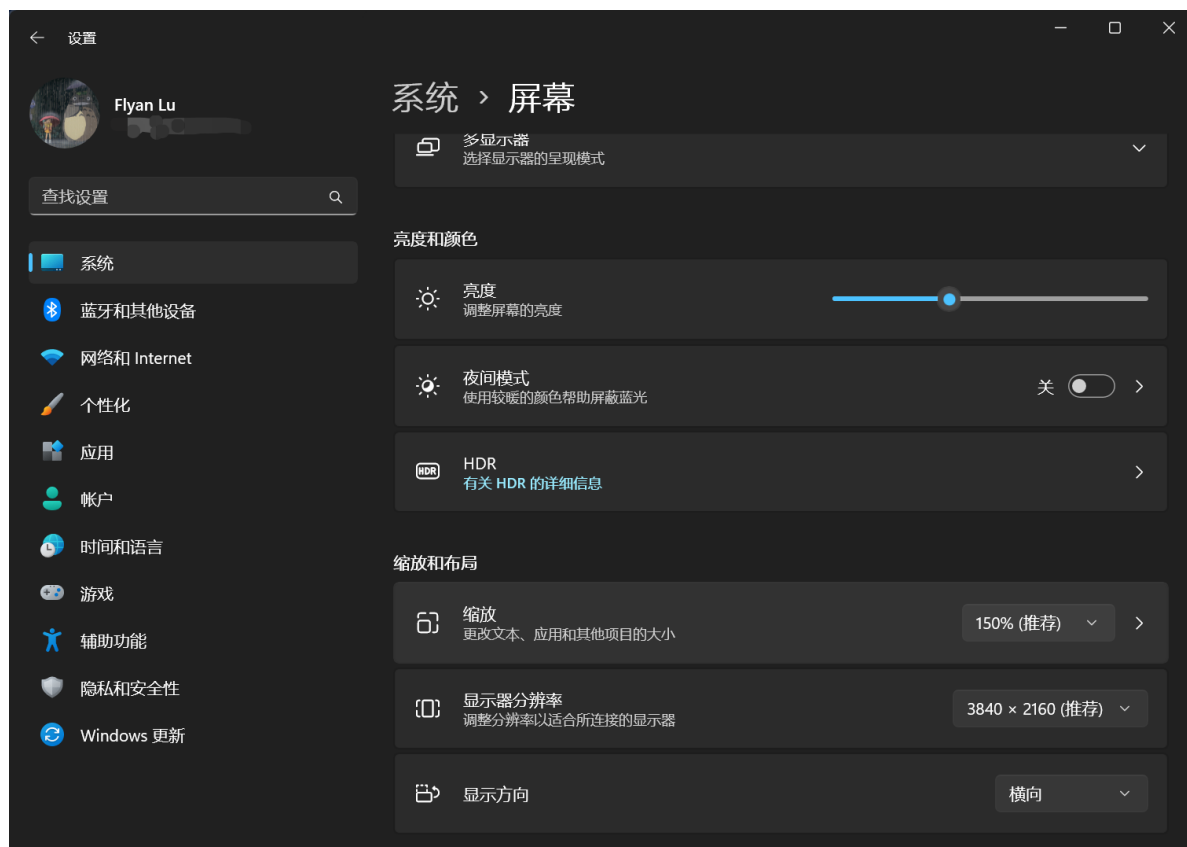 设置
Flyan Lu
查找设置
系统
蓝牙和其他设备
网络和 Internet
个性化
应用
帐户
时间和语言
游戏
辅助功能
隐私和安全性
Windows 更新
系统 › 屏幕
多显示器
选择显示器的呈现模式
亮度和颜色
亮度
调整屏幕的亮度
夜间模式
使用较暖的颜色帮助屏蔽蓝光
关
HDR
HDR
有关 HDR 的详细信息
缩放和布局
缩放
更改文本、应用和其他项目的大小
150% (推荐)
显示器分辨率
调整分辨率以适合所连接的显示器
3840 × 2160 (推荐)
显示方向
横向